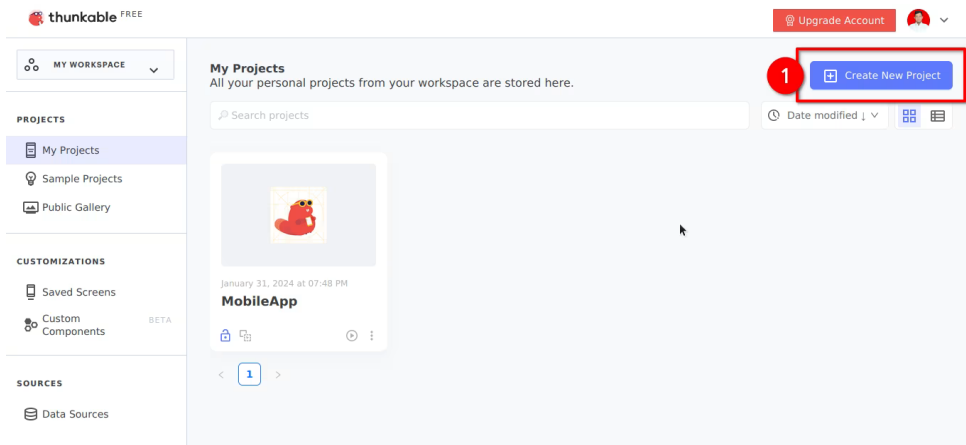 thunkable FREE
Upgrade Account
MY WORKSPACE
My Projects
All your personal projects from your workspace are stored here.
1
Create New Project
Search projects
Date modified ↓
PROJECTS
My Projects
Sample Projects
Public Gallery
CUSTOMIZATIONS
Saved Screens
Custom Components
BETA
SOURCES
Data Sources
January 31, 2024 at 07:48 PM
MobileApp
< 1 >